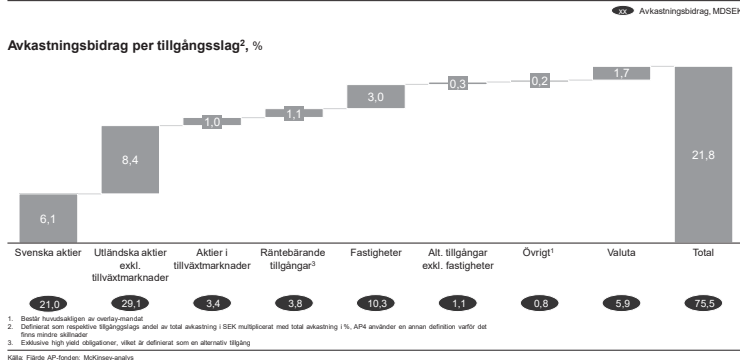 xx Avkastningsbidrag, MDSEK
Avkastningsbidrag per tillgångsslag2, %
6,1
8,4
1,0
1,1
3,0
0,3
0,2
1,7
21,8
Svenska aktier
Utländska aktier
exkl.
tillväxtmarknader
Aktier i
tillväxtmarknader
Räntebärande
tillgångar3
Fastigheter
Alt. tillgångar
exkl. fastigheter
Övrigt1
Valuta
Total
21,0
29,1
3,4
3,8
10,3
1,1
0,8
5,9
75,5
1. Består huvudsakligen av overlay-mandat
2. Definierat som respektive tillgånggslags andel av total avkastning i SEK multiplicerat med total avkastning i %, AP4 använder en annan definition varför det
finns mindre skillnader
3. Exklusive high yield obligationer, vilket är definierat som en alternativ tillgång
Källa: Fjärde AP-fonden; McKinsey-analys